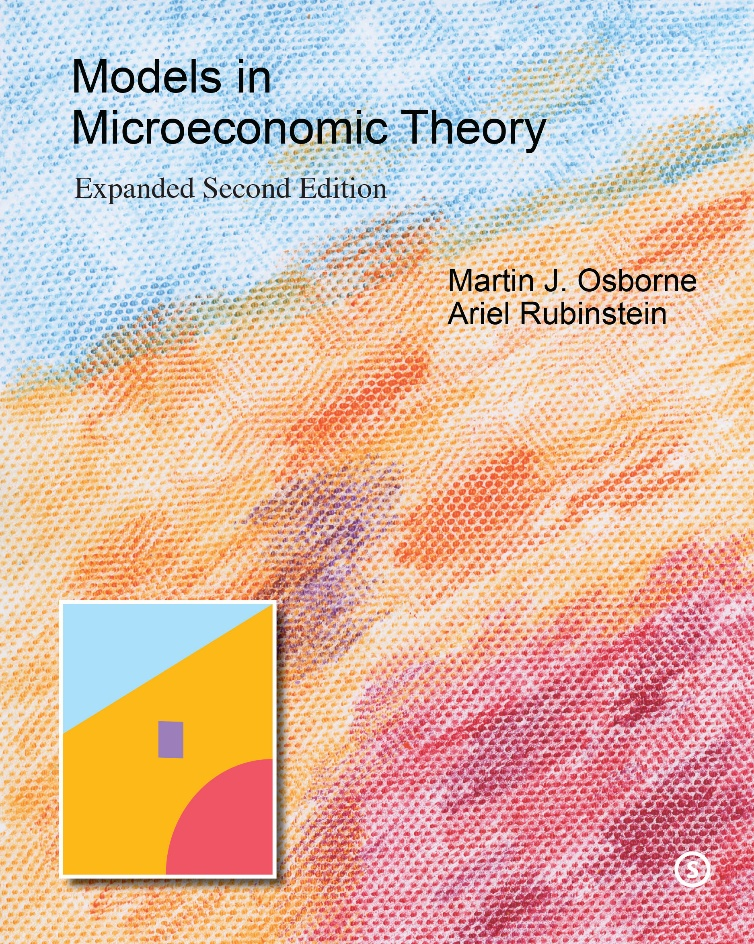 Models in
Microeconomic Theory
Expanded Second Edition
Martin J. Osborne
Ariel Rubinstein
S